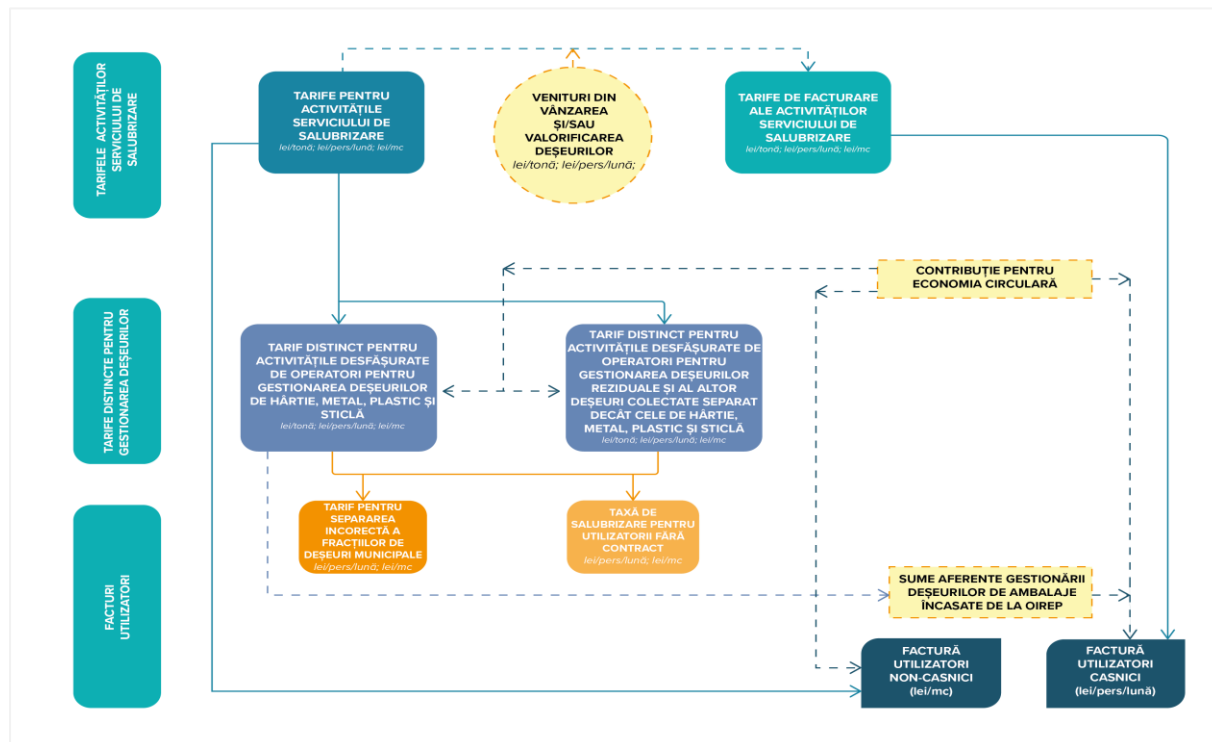 TARIFELE ACTIVITĂȚILOR
SERVICIULUI DE
SALUBRIZARE
TARIFE PENTRU
ACTIVITĂȚILE
SERVICIULUI DE
SALUBRIZARE
lei/tonă; lei/pers/lună; lei/mc
VENITURI DIN
VÂNZAREA
ȘI/SAU
VALORIFICAREA
DEȘEURILOR
lei/tonă; lei/pers/lună;
TARIFE DE FACTURARE
ALE ACTIVITĂȚILOR
SERVICIULUI DE
SALUBRIZARE
lei/tonă; lei/pers/lună; lei/mc
CONTRIBUȚIE PENTRU
ECONOMIA CIRCULARĂ
TARIFE DISTINCTE PENTRU
GESTIONAREA DEȘEURILOR
TARIF DISTINCT PENTRU
ACTIVITĂȚILE DESFĂȘURATE
DE OPERATORI PENTRU
GESTIONAREA DEȘEURILOR
DE HÂRTIE, METAL, PLASTIC ȘI
STICLĂ
lei/tonă; lei/pers/lună; lei/mc
TARIF DISTINCT PENTRU
ACTIVITĂȚILE DESFĂȘURATE DE
OPERATORI PENTRU
GESTIONAREA DEȘEURILOR
REZIDUALE ȘI AL ALTOR
DEȘEURI COLECTATE SEPARAT
DECÂT CELE DE HÂRTIE,
METAL, PLASTIC ȘI STICLĂ
lei/tonă; lei/pers/lună; lei/mc
FACTURI
UTILIZATORI
TARIF PENTRU
SEPARAREA
INCORECTĂ A
FRACȚIILOR DE
DEȘEURI MUNICIPALE
lei/pers/lună; lei/mc
TAXĂ DE
SALUBRIZARE PENTRU
UTILIZATORII FĂRĂ
CONTRACT
lei/pers/lună; lei/mc
SUME AFERENTE GESTIONĂRII
DEȘEURILOR DE AMBALAJE
ÎNCASATE DE LA OIREP
FACTURĂ
UTILIZATORI
NON-CASNICI
(lei/mc)
FACTURĂ
UTILIZATORI
CASNICI
(lei/pers/lună)